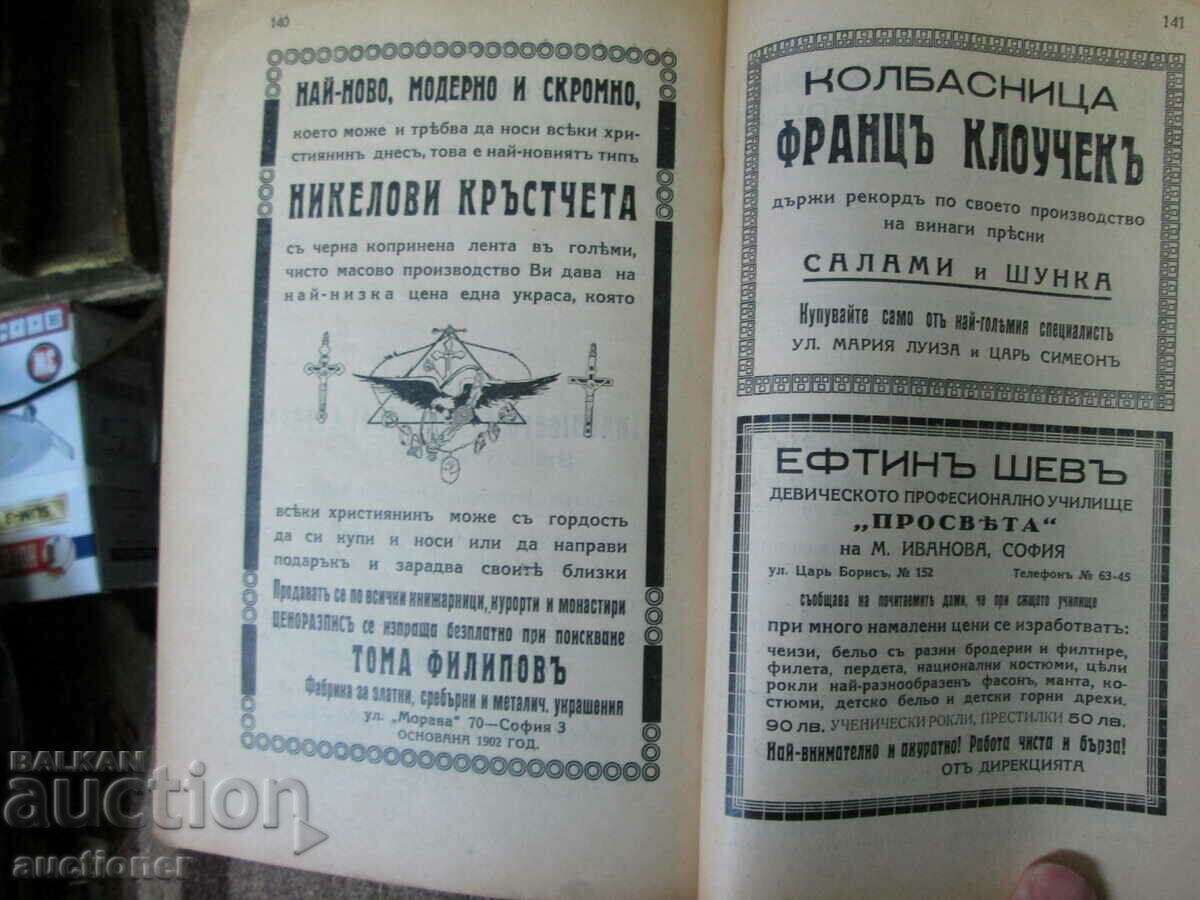 140
НАЙ-НОВО, МОДЕРНО И СКРОМНО,
което може и трѣбва да носи всѣки хри-
стиянинъ днесъ, това е най-новиятъ типъ
НИКЕЛОВИ КРЪСТЧЕТА
съ черна копринена лента въ голѣми,
чисто масово производство Ви дава на
най-низка цена една украса, която
всѣки християнинъ може съ гордость
да си купи и носи или да направи
подаръкъ и зарадва своитѣ близки
Продаватъ се по всички книжарници, курорти и монастири
ЦЕНОРАЗПИСЪ се изпраща безплатно при поискване
ТОМА ФИЛИПОВЪ
Фабрика за златни, сребърни и металич. украшения
ул. „Морава" 70—София 3
ОСНОВАНА 1902 ГОД.
141
КОЛБАСНИЦА
ФРАНЦЪ КЛОУЧЕКЪ
държи рекордъ по своето производство
на винаги прѣсни
САЛАМИ и ШУНКА
Купувайте само отъ най-голѣмия специалистъ
УЛ. МАРИЯ ЛУИЗА и ЦАРЬ СИМЕОНЪ
ЕФТИНЪ ШЕВЪ
ДЕВИЧЕСКОТО ПРОФЕСИОНАЛНО УЧИЛИЩЕ
„ПРОСВѢТА"
на М. ИВАНОВА, СОФИЯ
ул. Царь Борисъ, № 152 Телефонъ № 63-45
съобщава на почитаемитѣ дами, че при сѫщото училище
при много намалени цени се изработватъ:
чеизи, бельо съ разни бродерии и филтире,
филета, пердета, национални костюми, цѣли
рокли най-разнообразенъ фасонъ, манта, ко-
стюми, детско бельо и детски горни дрехи,
90 лв. УЧЕНИЧЕСКИ РОКЛИ, ПРЕСТИЛКИ 50 лв.
Най-внимателно и акуратно! Работа чиста и бърза!
ОТЪ ДИРЕКЦИЯТА
BALKAN
auction
auctioner